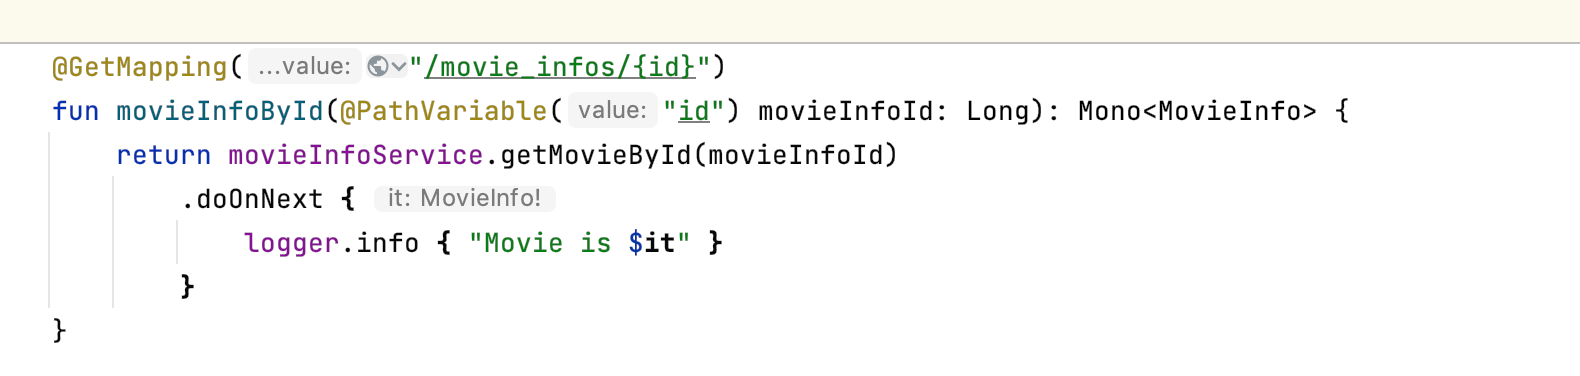 @GetMapping(...value: "/movie_infos/{id}")
fun movieInfoById(@PathVariable( value: "id") movieInfoId: Long): Mono<MovieInfo> {
return movieInfoService.getMovieById(movieInfoId)
.doOnNext { it: MovieInfo!
logger.info { "Movie is $it" }
}
}